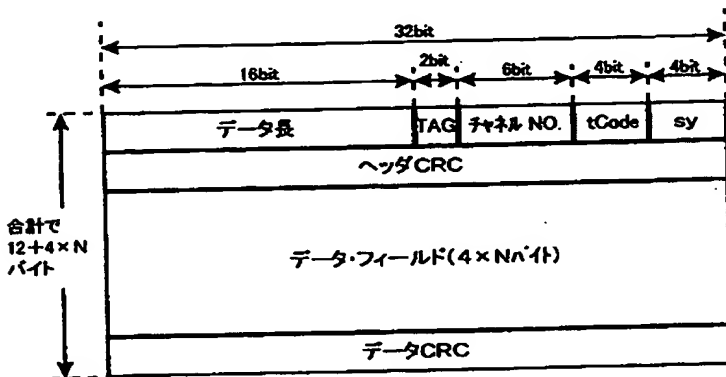 32bit
16bit
2bit
6bit
4bit
4bit
データ長
TAG
チャネル NO.
tCode
sy
ヘッダCRC
合計で
12+4×N
バイト
データ・フィールド(4×Nバイト)
データCRC